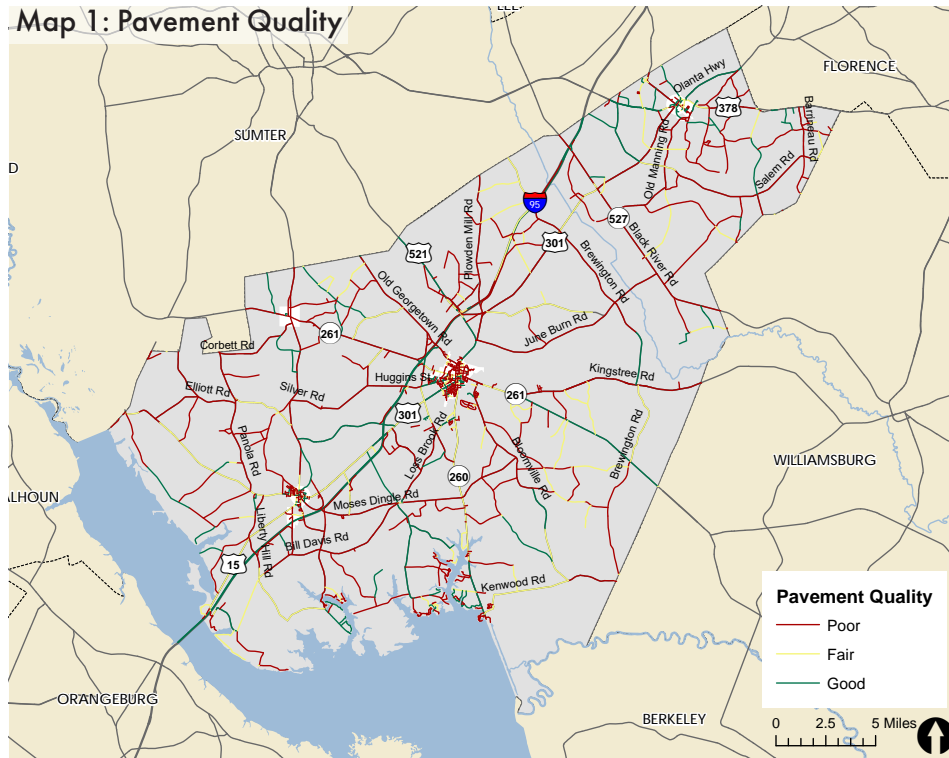 Map 1: Pavement Quality
LEE
FLORENCE
Olanta Hwy
378
Barrineau Rd
SUMTER
Old Manning Rd
Salem Rd
D
95
Plowden Mill Rd
527
301
521
Brewington Rd
Black River Rd
Old Georgetown Rd
261
June Burn Rd
Corbett Rd
Kingstree Rd
Elliott Rd
Silver Rd
Huggins St
261
301
Panola Rd
Loss Brook Rd
Bloomville Rd
Brewington Rd
WILLIAMSBURG
260
ALHOUN
Moses Dingle Rd
Liberty Hill Rd
Bill Davis Rd
15
Kenwood Rd
Pavement Quality
Poor
Fair
Good
ORANGEBURG
BERKELEY
0 2.5 5 Miles